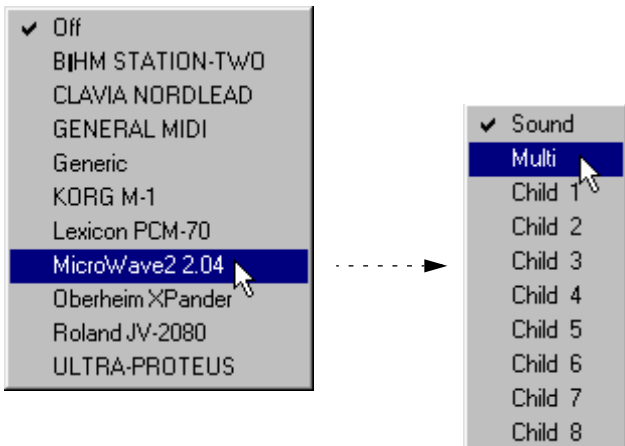 Off
BIHM STATION-TWO
CLAVIA NORDLEAD
GENERAL MIDI
Generic
KORG M-1
Lexicon PCM-70
MicroWave2 2.04
Oberheim XPander
Roland JV-2080
ULTRA-PROTEUS
Sound
Multi
Child 1
Child 2
Child 3
Child 4
Child 5
Child 6
Child 7
Child 8